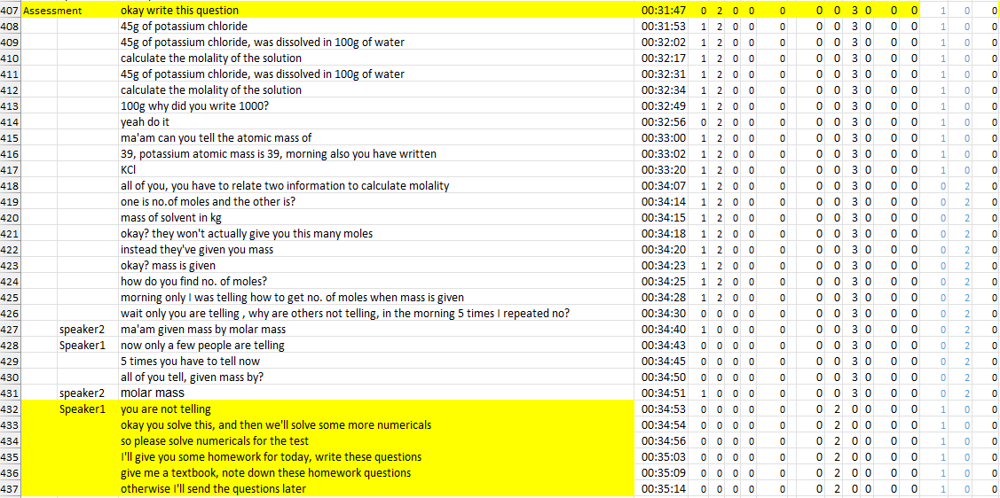 407 Assessment okay write this question 00:31:47 0 2 0 0 0 0 0 3 0 0 0 1 0 0
408 45g of potassium chloride 00:31:53 1 2 0 0 0 0 0 3 0 0 0 1 0 0
409 45g of potassium chloride, was dissolved in 100g of water 00:32:02 1 2 0 0 0 0 0 3 0 0 0 1 0 0
410 calculate the molality of the solution 00:32:17 1 2 0 0 0 0 0 3 0 0 0 1 0 0
411 45g of potassium chloride, was dissolved in 100g of water 00:32:31 1 2 0 0 0 0 0 3 0 0 0 1 0 0
412 calculate the molality of the solution 00:32:34 1 2 0 0 0 0 0 3 0 0 0 1 0 0
413 100g why did you write 1000? 00:32:49 1 2 0 0 0 0 0 3 0 0 0 1 0 0
414 yeah do it 00:32:56 0 2 0 0 0 0 0 3 0 0 0 1 0 0
415 ma'am can you tell the atomic mass of 00:33:00 1 2 0 0 0 0 0 3 0 0 0 1 0 0
416 39, potassium atomic mass is 39, morning also you have written 00:33:02 1 2 0 0 0 0 0 3 0 0 0 1 0 0
417 KCl 00:33:20 1 2 0 0 0 0 0 3 0 0 0 1 0 0
418 all of you, you have to relate two information to calculate molality 00:34:07 1 2 0 0 0 0 0 3 0 0 0 0 2 0
419 one is no.of moles and the other is? 00:34:14 1 2 0 0 0 0 0 3 0 0 0 0 2 0
420 mass of solvent in kg 00:34:15 1 2 0 0 0 0 0 3 0 0 0 0 2 0
421 okay? they won't actually give you this many moles 00:34:18 1 2 0 0 0 0 0 3 0 0 0 0 2 0
422 instead they've given you mass 00:34:20 1 2 0 0 0 0 0 3 0 0 0 0 2 0
423 okay? mass is given 00:34:23 1 2 0 0 0 0 0 3 0 0 0 0 2 0
424 how do you find no. of moles? 00:34:25 1 2 0 0 0 0 0 3 0 0 0 0 2 0
425 morning only I was telling how to get no. of moles when mass is given 00:34:28 1 2 0 0 0 0 0 3 0 0 0 0 2 0
426 wait only you are telling , why are others not telling, in the morning 5 times I repeated no? 00:34:30 0 0 0 0 0 0 0 3 0 0 0 0 2 0
427 speaker2 ma'am given mass by molar mass 00:34:40 1 0 0 0 0 0 0 3 0 0 0 0 2 0
428 Speaker1 now only a few people are telling 00:34:43 0 0 0 0 0 0 0 3 0 0 0 0 2 0
429 5 times you have to tell now 00:34:45 0 0 0 0 0 0 0 3 0 0 0 0 2 0
430 all of you tell, given mass by? 00:34:50 0 0 0 0 0 0 0 3 0 0 0 0 2 0
431 speaker2 molar mass 00:34:51 1 0 0 0 0 0 0 3 0 0 0 0 2 0
432 Speaker1 you are not telling 00:34:53 0 0 0 0 0 0 2 0 0 0 0 1 0 0
433 okay you solve this, and then we'll solve some more numericals 00:34:54 0 0 0 0 0 0 2 0 0 0 0 1 0 0
434 so please solve numericals for the test 00:34:56 0 0 0 0 0 0 2 0 0 0 0 1 0 0
435 I'll give you some homework for today, write these questions 00:35:03 0 0 0 0 0 0 2 0 0 0 0 1 0 0
436 give me a textbook, note down these homework questions 00:35:09 0 0 0 0 0 0 2 0 0 0 0 1 0 0
437 otherwise I'll send the questions later 00:35:14 0 0 0 0 0 0 2 0 0 0 0 1 0 0